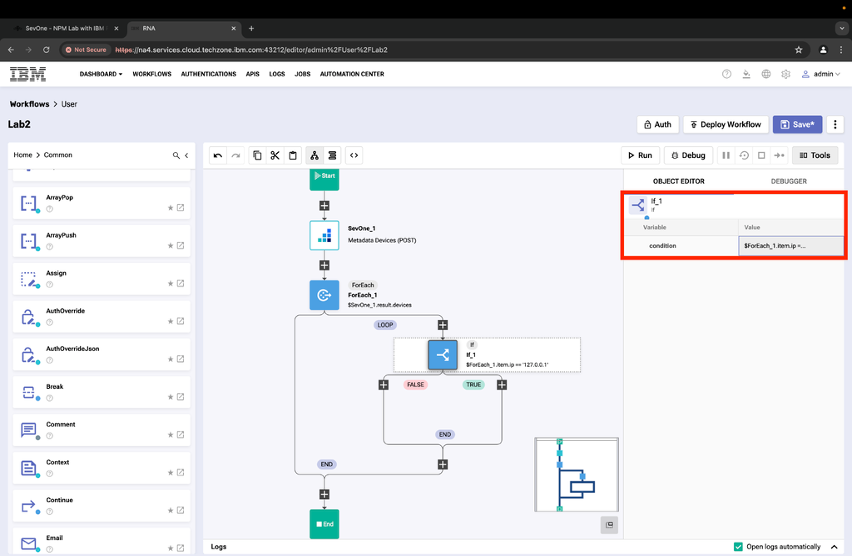 SevOne - NPM Lab with IBM
RNA
Not Secure
https://na4.services.cloud.techzone.ibm.com:43212/editor/admin%2FUser%2FLab2
IBM
DASHBOARD WORKFLOWS AUTHENTICATIONS APIS LOGS JOBS AUTOMATION CENTER
admin
Workflows > User
Lab2
Auth
Deploy Workflow
Save*
Home > Common
Run
Debug
Tools
ArrayPop
ArrayPush
Assign
AuthOverride
AuthOverrideJson
Break
Comment
Context
Continue
Email
Start
SevOne_1
Metadata Devices (POST)
ForEach
ForEach_1
$SevOne_1.result.devices
LOOP
If
If_1
$ForEach_1.item.ip == '127.0.0.1'
FALSE
TRUE
END
END
End
OBJECT EDITOR
DEBUGGER
If_1
If
Variable
Value
condition
$ForEach_1.item.ip =...
Logs
Open logs automatically